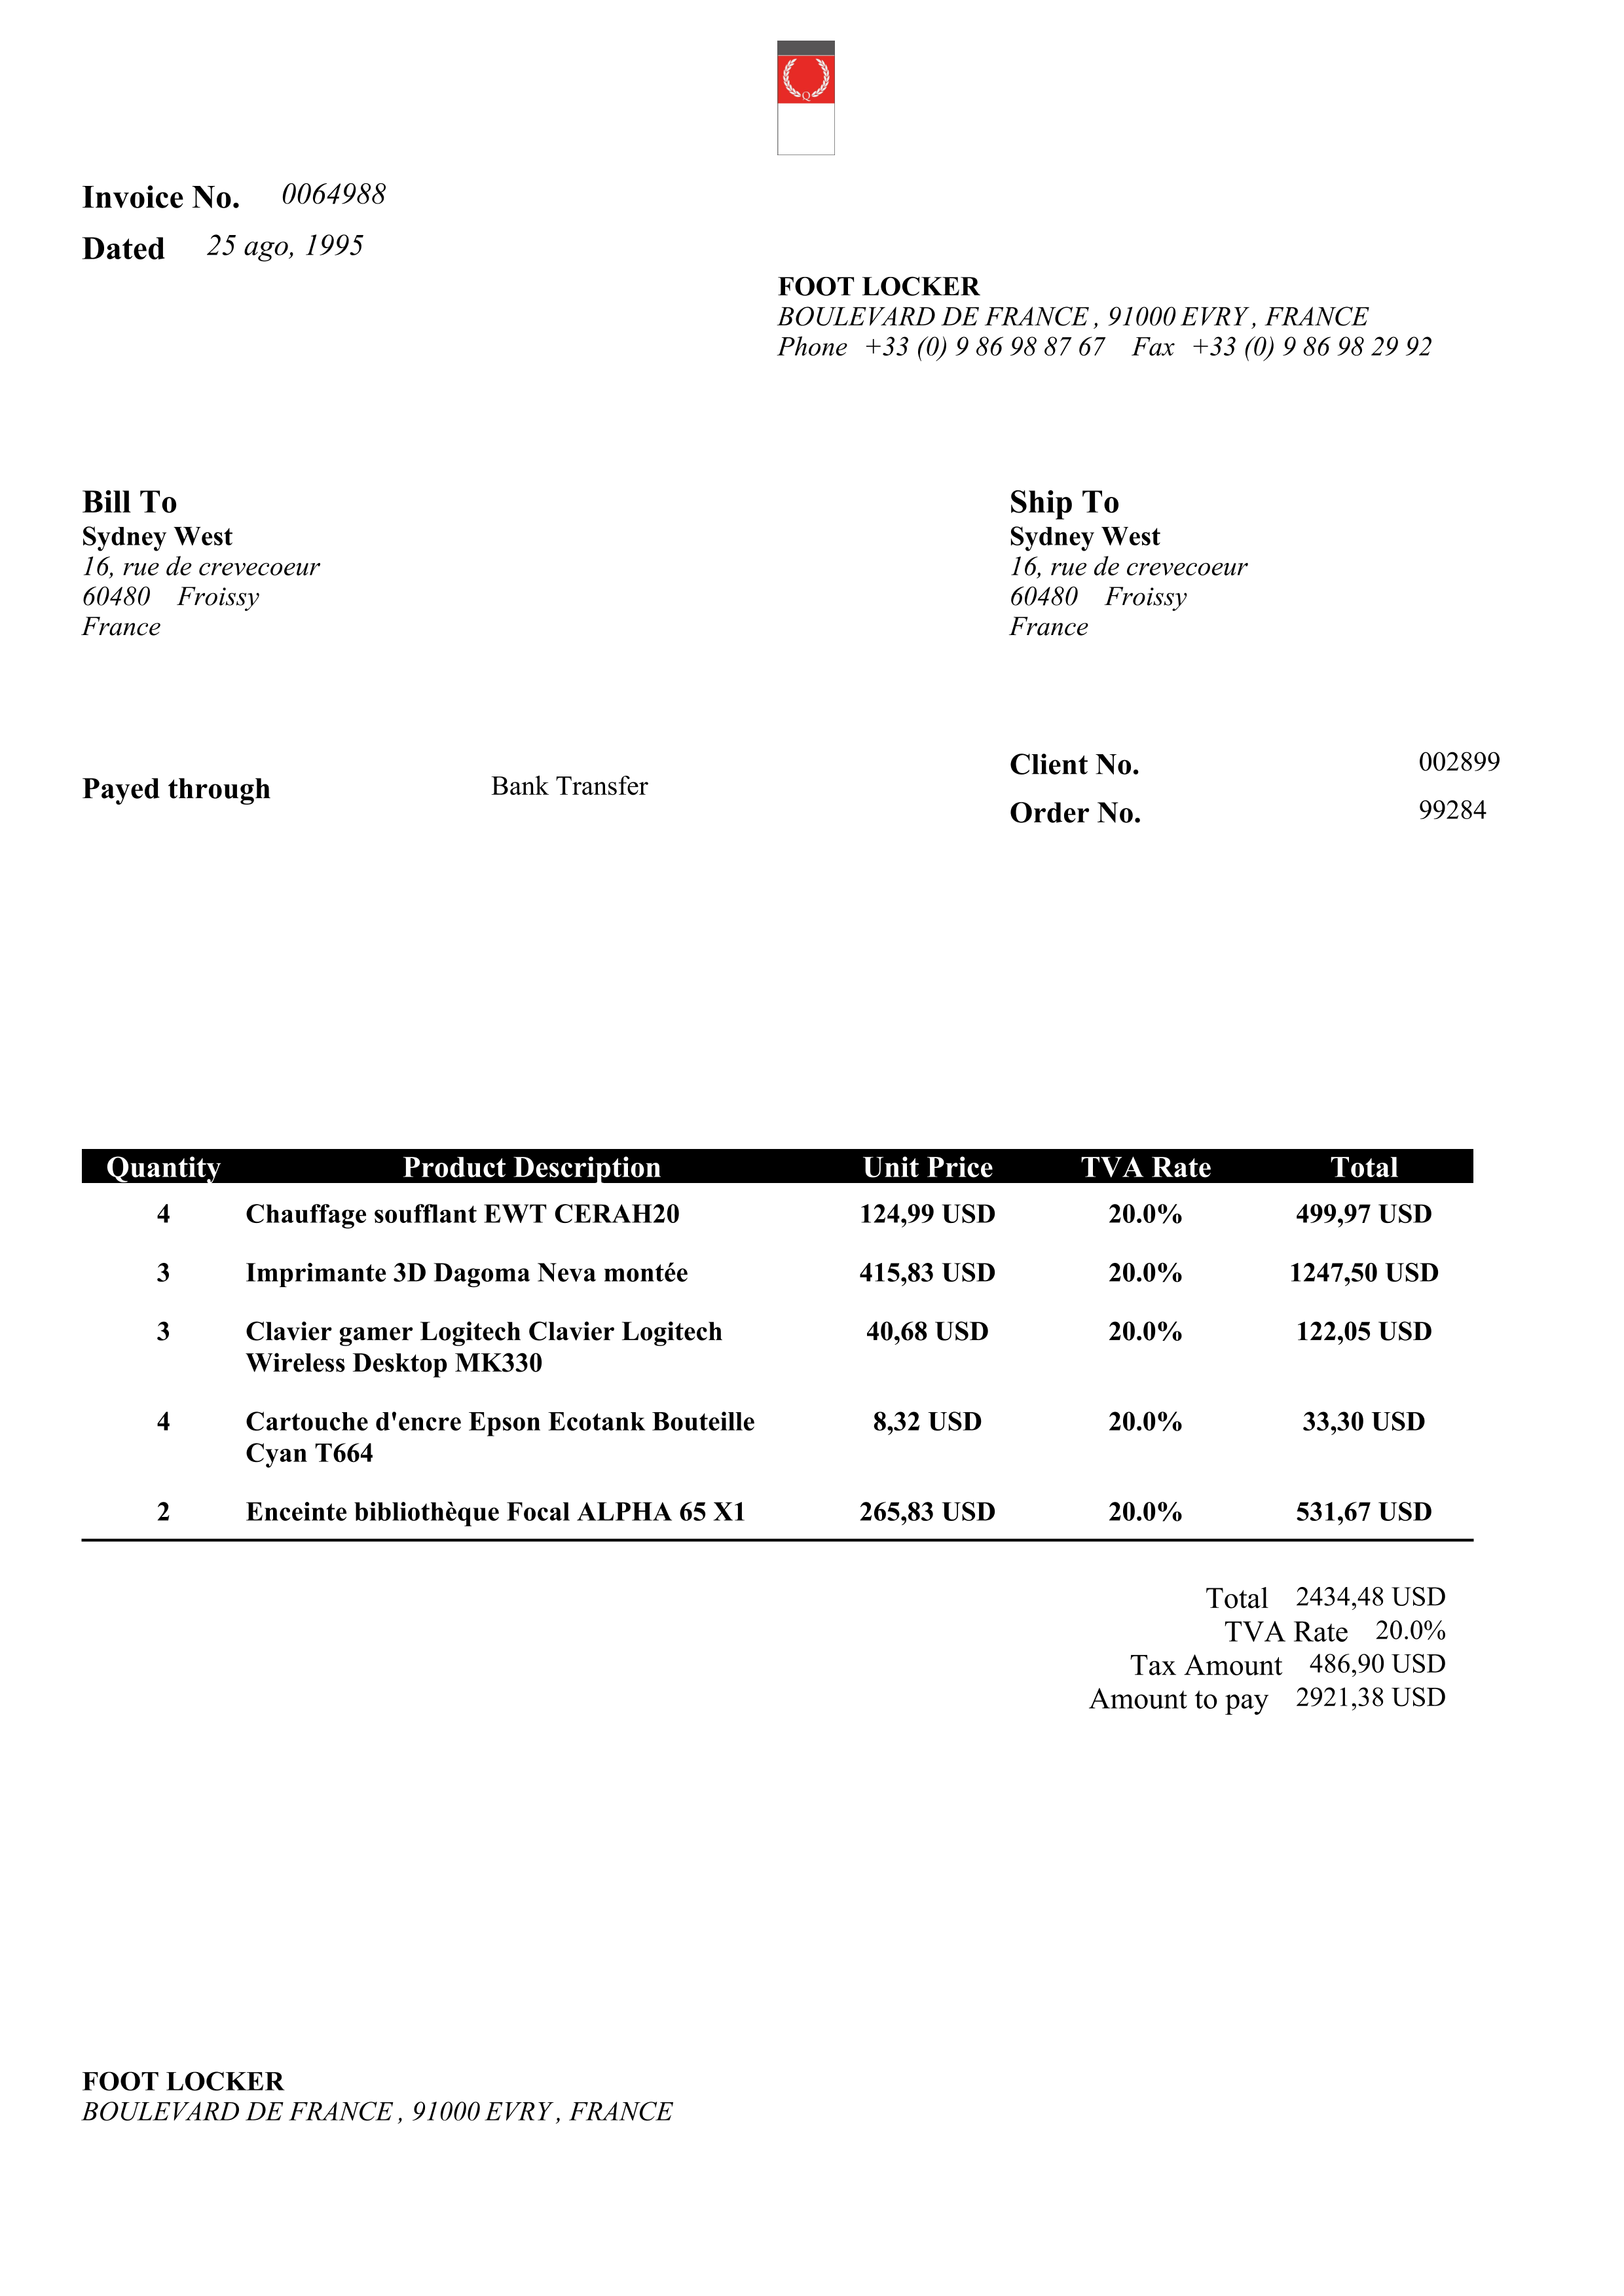 Q
Invoice No. 0064988
Dated 25 ago, 1995
FOOT LOCKER
BOULEVARD DE FRANCE , 91000 EVRY , FRANCE
Phone +33 (0) 9 86 98 87 67 Fax +33 (0) 9 86 98 29 92
Bill To
Sydney West
16, rue de crevecoeur
60480 Froissy
France
Ship To
Sydney West
16, rue de crevecoeur
60480 Froissy
France
Payed through Bank Transfer
Client No. 002899
Order No. 99284
Quantity Product Description Unit Price TVA Rate Total
4 Chauffage soufflant EWT CERAH20 124,99 USD 20.0% 499,97 USD
3 Imprimante 3D Dagoma Neva montée 415,83 USD 20.0% 1247,50 USD
3 Clavier gamer Logitech Clavier Logitech 40,68 USD 20.0% 122,05 USD
Wireless Desktop MK330
4 Cartouche d'encre Epson Ecotank Bouteille 8,32 USD 20.0% 33,30 USD
Cyan T664
2 Enceinte bibliothèque Focal ALPHA 65 X1 265,83 USD 20.0% 531,67 USD
Total 2434,48 USD
TVA Rate 20.0%
Tax Amount 486,90 USD
Amount to pay 2921,38 USD
FOOT LOCKER
BOULEVARD DE FRANCE , 91000 EVRY , FRANCE